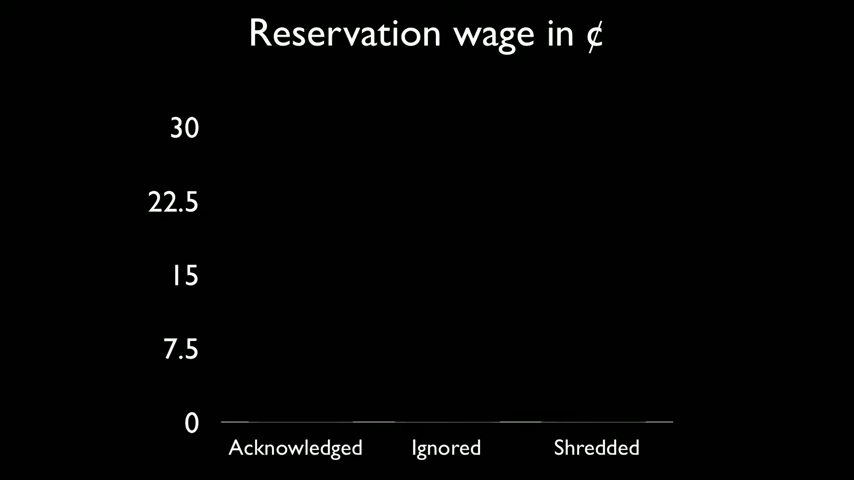 Reservation wage in ¢
30
22.5
15
7.5
0
Acknowledged Ignored Shredded